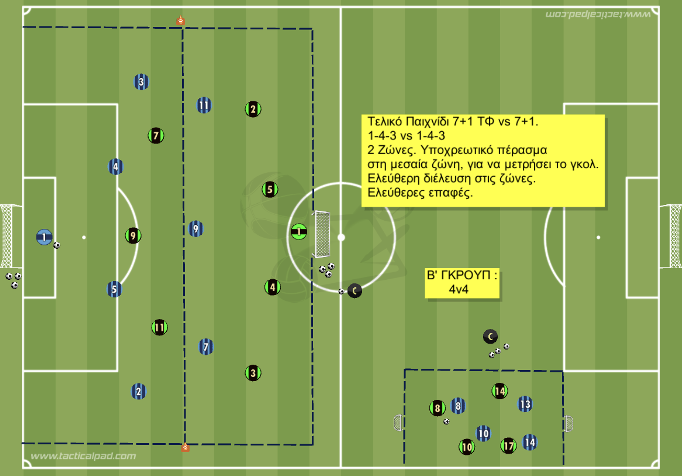 www.tacticalpad.com
Τελικό Παιχνίδι 7+1 ΤΦ vs 7+1.
1-4-3 vs 1-4-3
2 Ζώνες. Υποχρεωτικό πέρασμα
στη μεσαία ζώνη, για να μετρήσει το γκολ.
Ελεύθερη διέλευση στις ζώνες.
Ελεύθερες επαφές.
3
11
2
7
4
5
1
9
9
1
Β' ΓΚΡΟΥΠ :
4v4
5
4
C
11
7
C
2
3
14
8
8
13
10
10
17
14
www.tacticalpad.com